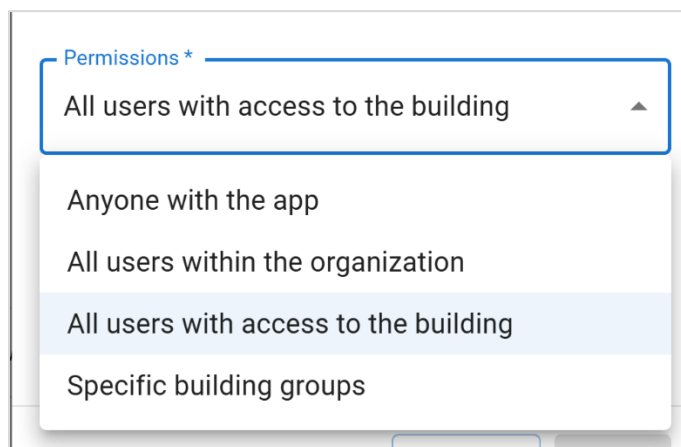 Permissions *
All users with access to the building
Anyone with the app
All users within the organization
All users with access to the building
Specific building groups